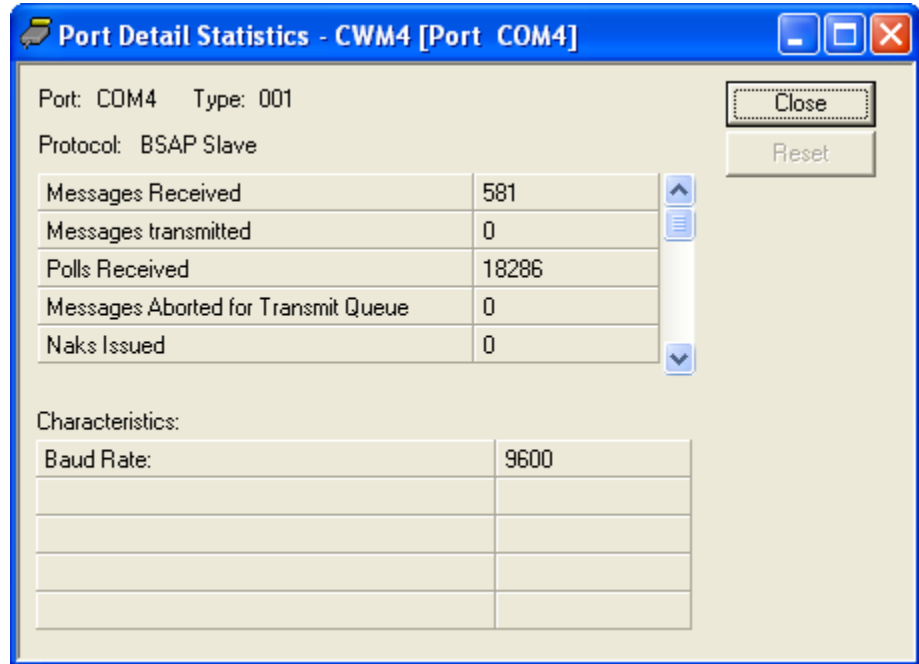 Port Detail Statistics - CWM4 [Port COM4]
Port: COM4 Type: 001
Close
Protocol: BSAP Slave
Reset
Messages Received 581
Messages transmitted 0
Polls Received 18286
Messages Aborted for Transmit Queue 0
Naks Issued 0
Characteristics:
Baud Rate: 9600